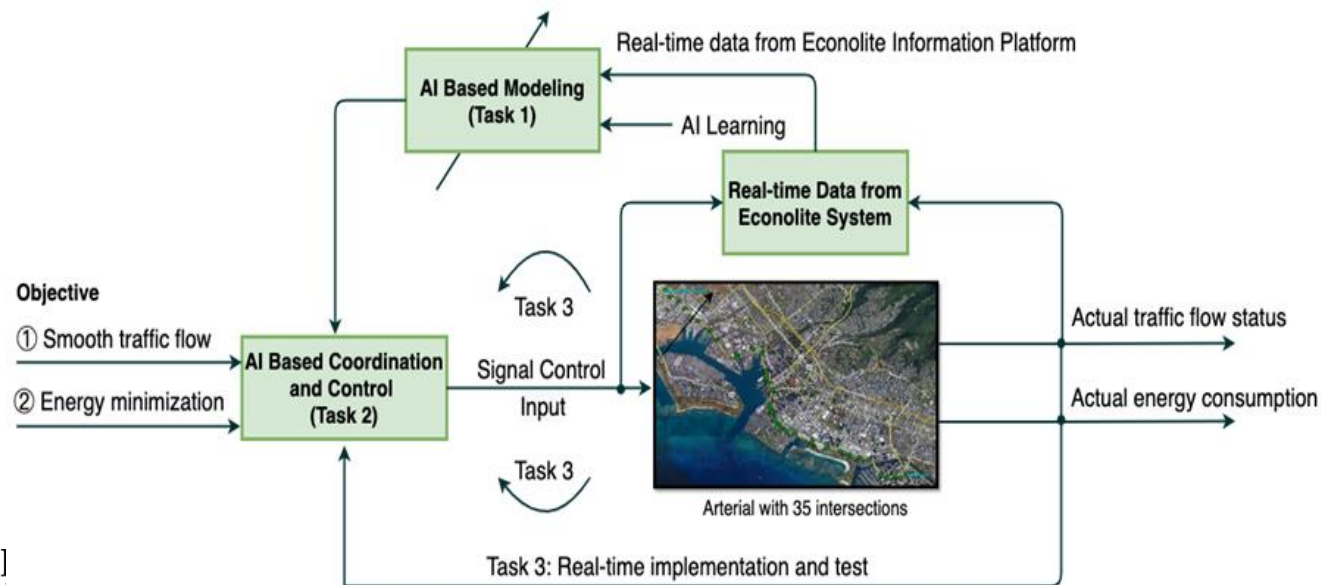 Real-time data from Econolite Information Platform
AI Based Modeling
(Task 1)
AI Learning
Real-time Data from
Econolite System
Objective
① Smooth traffic flow
② Energy minimization
AI Based Coordination
and Control
(Task 2)
Task 3
Signal Control
Input
Task 3
Actual traffic flow status
Actual energy consumption
Arterial with 35 intersections
Task 3: Real-time implementation and test